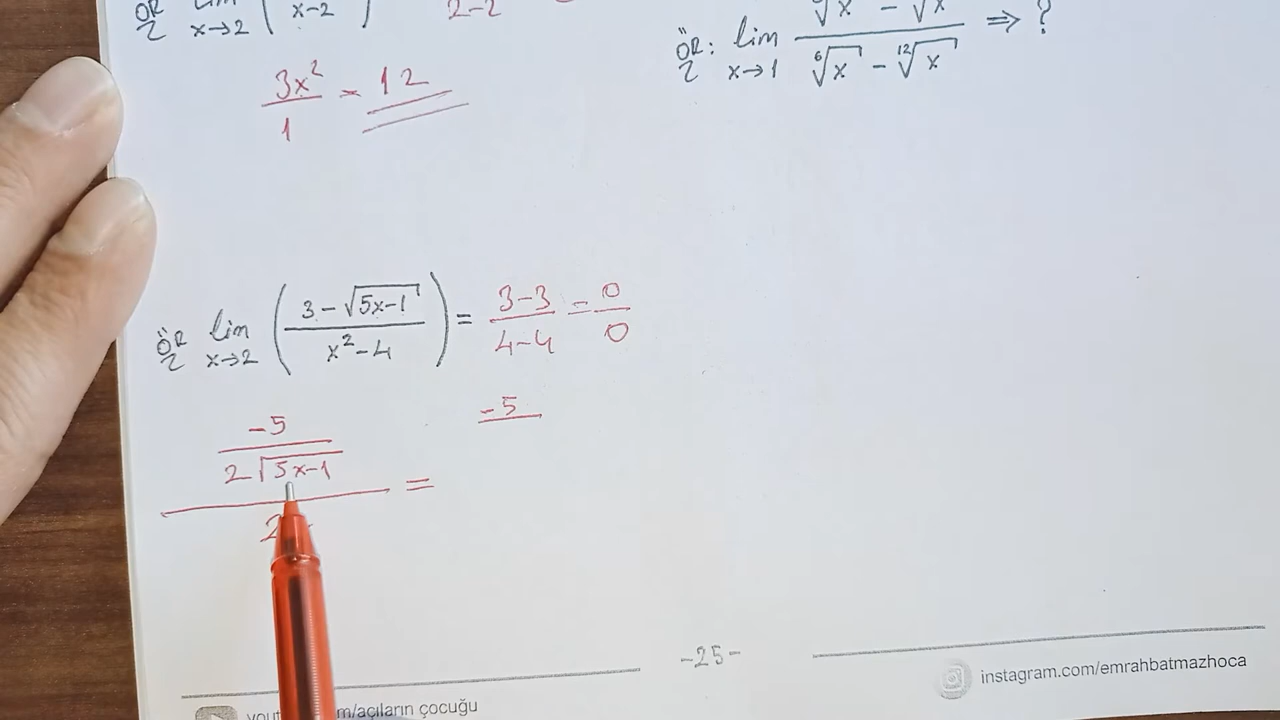 ÖR lim x→2 ( x-2 ) 2-2
3x² / 1 = 12
ÖR lim x→2 ( 3-√5x-1 / x²-4 ) = 3-3 / 4-4 = 0 / 0
-5 / 2√5x-1 / 2 =
-5
ÖR: lim x→1 √x - √x / ⁶√x - ¹²√x ⇒ ?
-25-
m/açıların çocuğu
instagram.com/emrahbatmazhoca